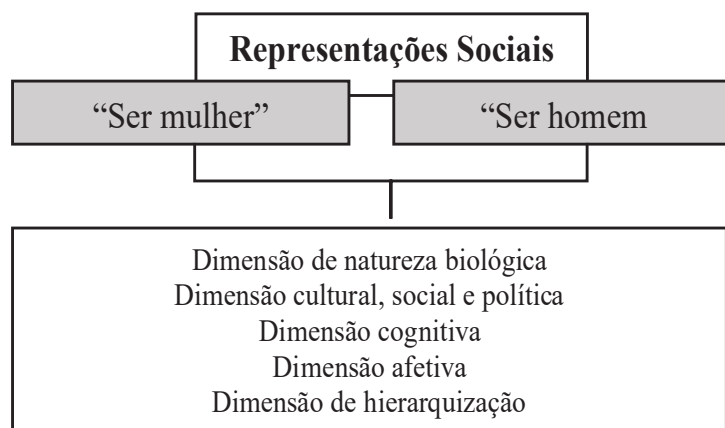 Representações Sociais
“Ser mulher”
“Ser homem
Dimensão de natureza biológica
Dimensão cultural, social e política
Dimensão cognitiva
Dimensão afetiva
Dimensão de hierarquização